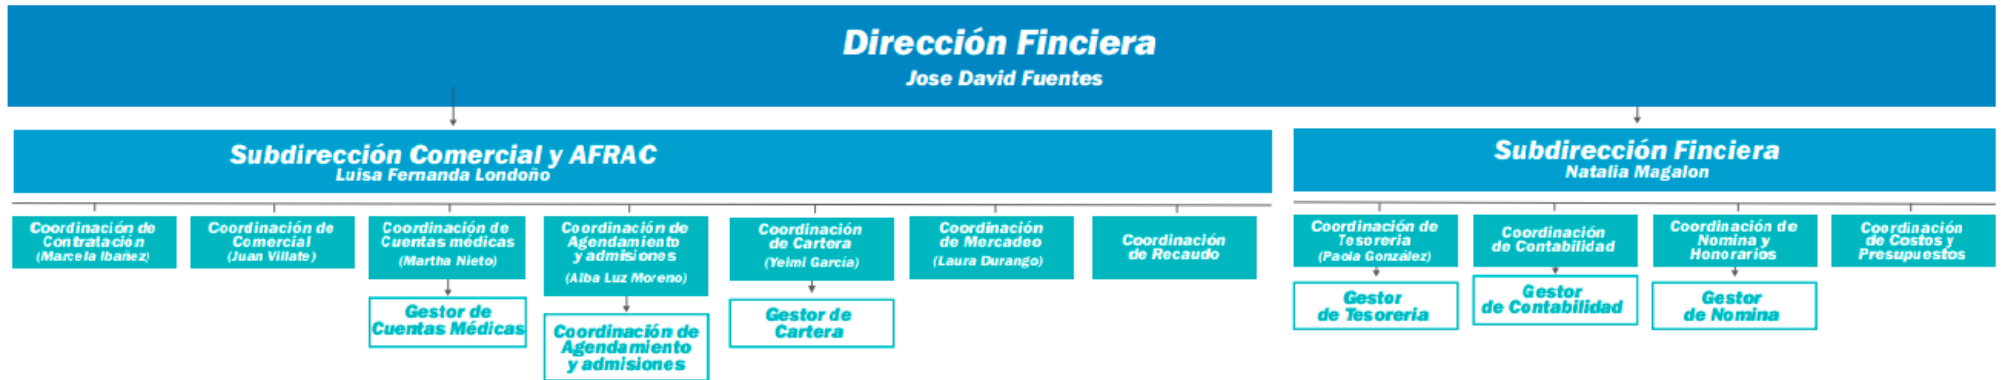 Dirección Finciera
Jose David Fuentes
Subdirección Comercial y AFRAC
Luisa Fernanda Londoño
Subdirección Finciera
Natalia Magalon
Coordinación de
Contratación
(Marcela Ibañez)
Coordinación de
Comercial
(Juan Villate)
Coordinación de
Cuentas médicas
(Martha Nieto)
Gestor de
Cuentas Médicas
Coordinación de
Agendamiento
y admisiones
(Alba Luz Moreno)
Coordinación de
Agendamiento
y admisiones
Coordinación
de Cartera
(Yeimi García)
Gestor de
Cartera
Coordinación
de Mercadeo
(Laura Durango)
Coordinación
de Recaudo
Coordinación de
Tesoreria
(Paola González)
Gestor
de Tesoreria
Coordinación
de Contabilidad
Gestor
de Contabilidad
Coordinación de
Nomina y
Honorarios
Gestor
de Nomina
Coordinación
de Costos y
Presupuestos